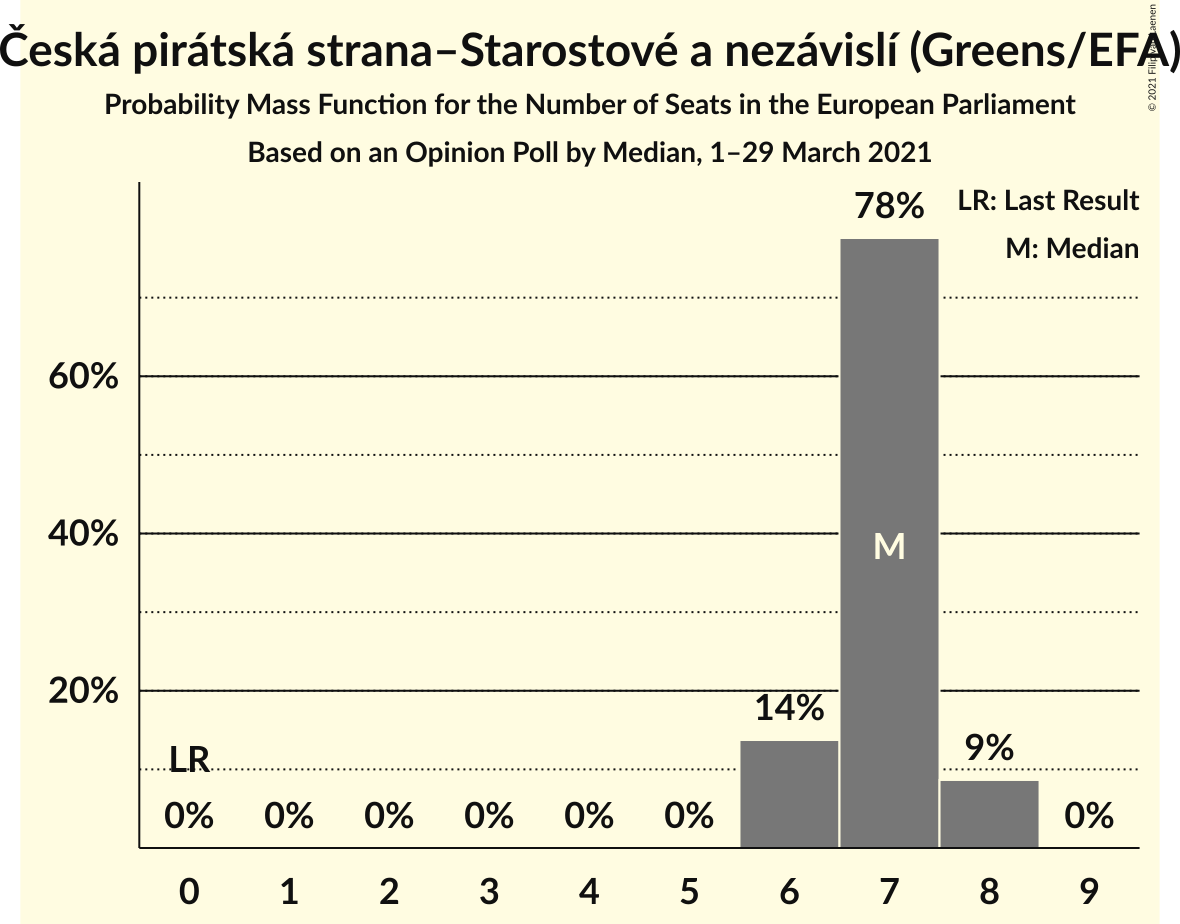 Česká pirátská strana–Starostové a nezávislí (Greens/EFA)
Probability Mass Function for the Number of Seats in the European Parliament
Based on an Opinion Poll by Median, 1–29 March 2021
© 2021 Filip
LR: Last Result
M: Median
78%
60%
40%
M
20%
14%
LR
9%
0% 0% 0% 0% 0% 0% 0%
0 1 2 3 4 5 6 7 8 9